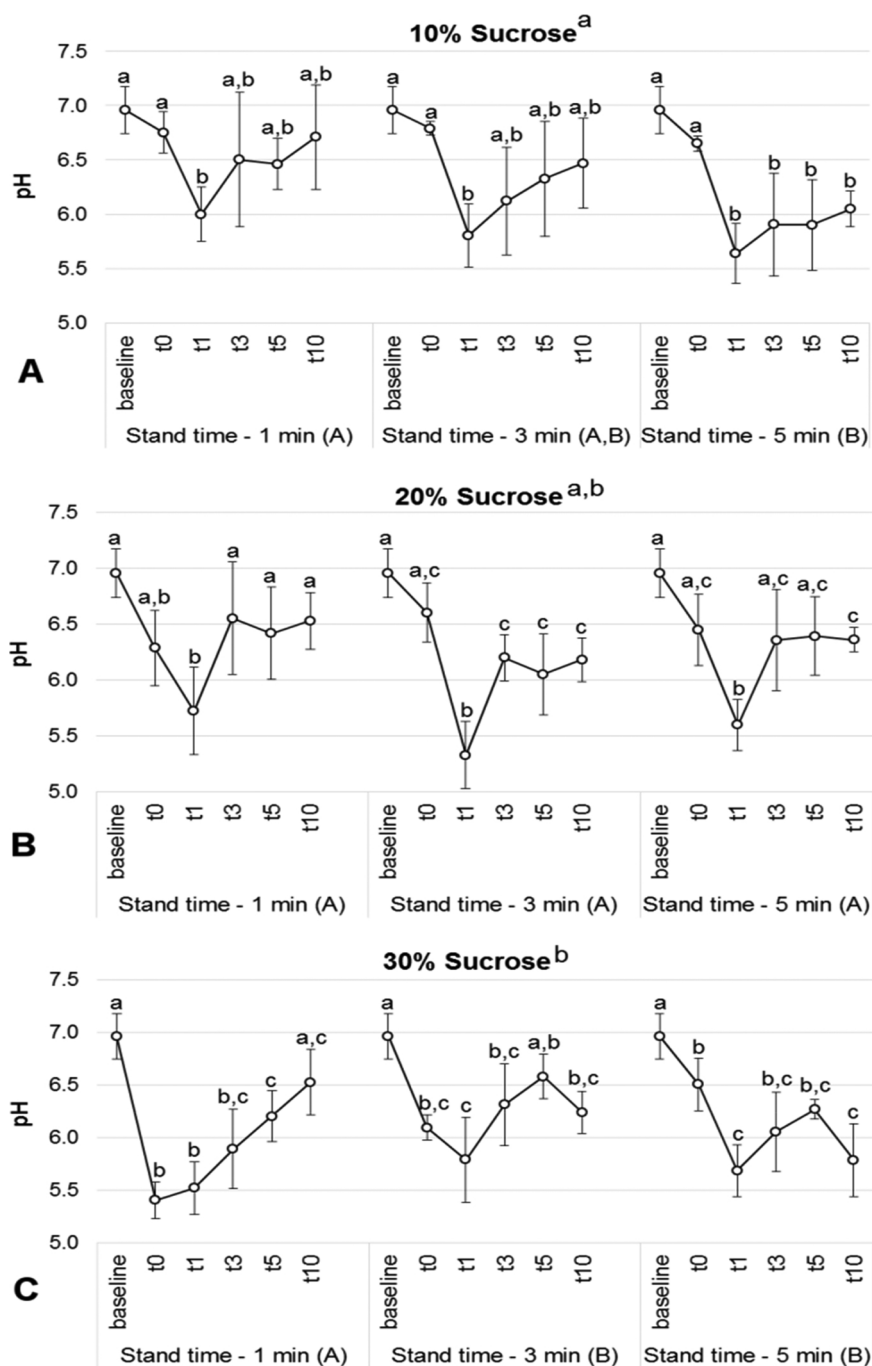 10% Sucrose a
7.5
7.0
6.5
6.0
5.5
5.0
pH
a a b a,b a,b a,b
a a b a,b a,b a,b
a a b b b b
baseline t0 t1 t3 t5 t10
baseline t0 t1 t3 t5 t10
baseline t0 t1 t3 t5 t10
A
Stand time - 1 min (A) Stand time - 3 min (A,B) Stand time - 5 min (B)
20% Sucrose a,b
7.5
7.0
6.5
6.0
5.5
5.0
pH
a a,b b a a a
a a,c b c c c
a a,c b a,c a,c c
baseline t0 t1 t3 t5 t10
baseline t0 t1 t3 t5 t10
baseline t0 t1 t3 t5 t10
B
Stand time - 1 min (A) Stand time - 3 min (A) Stand time - 5 min (A)
30% Sucrose b
7.5
7.0
6.5
6.0
5.5
5.0
pH
a b b b,c c a,c
a b,c c b,c a,b b,c
a b c b,c b,c c
baseline t0 t1 t3 t5 t10
baseline t0 t1 t3 t5 t10
baseline t0 t1 t3 t5 t10
C
Stand time - 1 min (A) Stand time - 3 min (B) Stand time - 5 min (B)